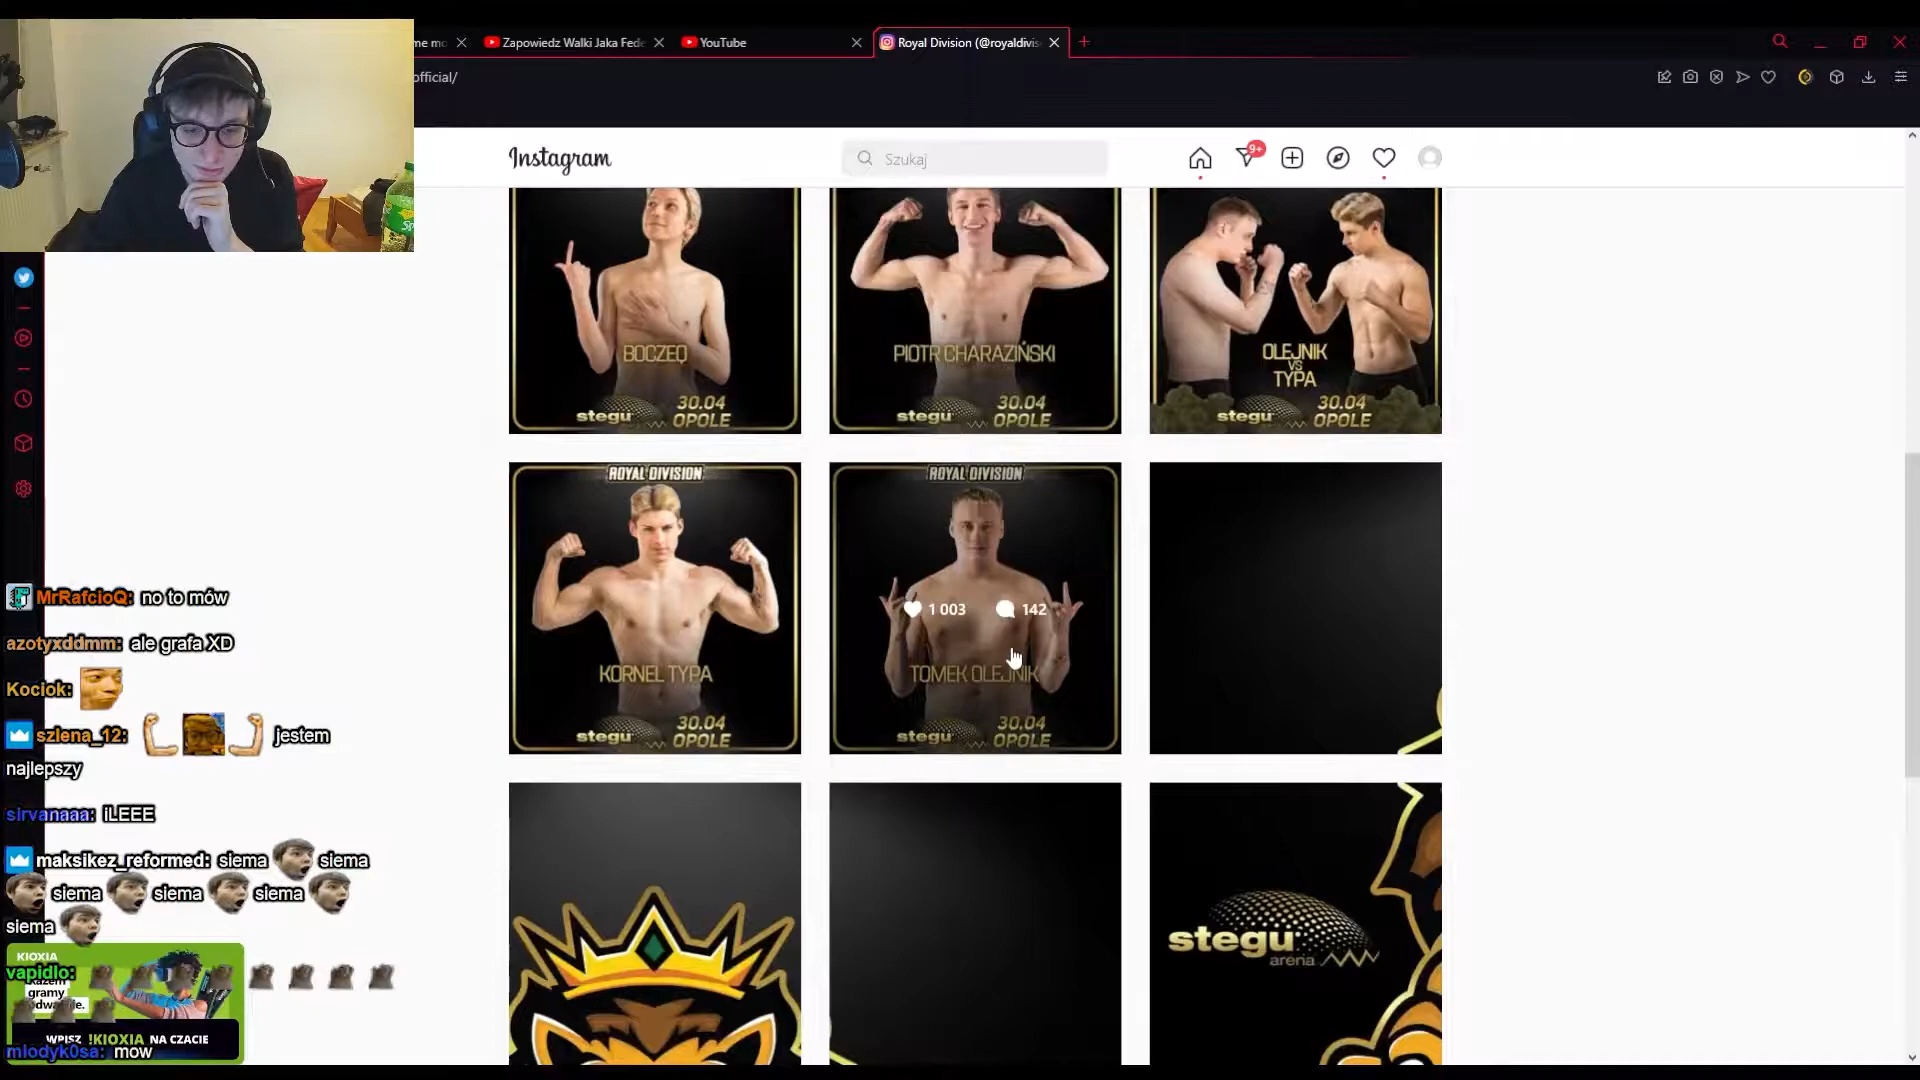 me mo
Zapowiedz Walki Jaka Fede
YouTube
Royal Division (@royaldivis
official/
Instagram
Szukaj
9+
BOCZEQ
stegu
30.04
OPOLE
PIOTR CHARAZIŃSKI
stegu
30.04
OPOLE
OLEJNIK
VS
TYPA
stegu
30.04
OPOLE
ROYAL DIVISION
KORNEL TYPA
stegu
30.04
OPOLE
ROYAL DIVISION
1 003
142
TOMEK OLEJNIK
stegu
30.04
OPOLE
stegu
arena
MrRafcioQ: no to mów
azotyxddmm: ale grafa XD
Kociok:
szlena_12: jestem
najlepszy
sirvanaaa: iLEEE
maksikez_reformed: siema siema
siema siema siema
siema
KIOXIA
vapidlo:
Razem
gramy
WPISZ !KIOXIA NA CZACIE
mlodyk0sa: mow